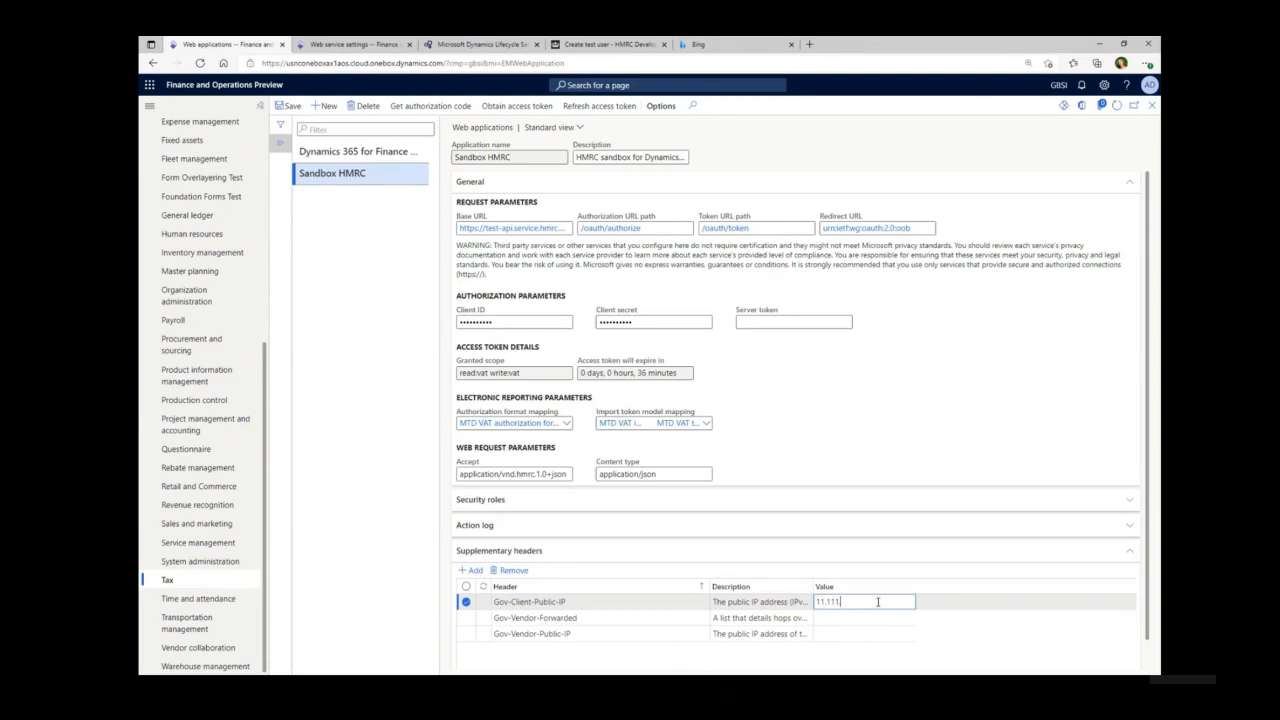 Web applications -- Finance and
Web service settings -- Finance
Microsoft Dynamics Lifecycle Se
Create test user - HMRC Develo
Bing
https://usnconeboxax1aos.cloud.onebox.dynamics.com/?cmp=gbsi&mi=EMWebApplication
Finance and Operations Preview
Search for a page
GBSI
AD
Save
New
Delete
Get authorization code
Obtain access token
Refresh access token
Options
Expense management
Fixed assets
Fleet management
Form Overlayering Test
Foundation Forms Test
General ledger
Human resources
Inventory management
Master planning
Organization
administration
Payroll
Procurement and
sourcing
Product information
management
Production control
Project management and
accounting
Questionnaire
Rebate management
Retail and Commerce
Revenue recognition
Sales and marketing
Service management
System administration
Tax
Time and attendance
Transportation
management
Vendor collaboration
Warehouse management
Filter
Dynamics 365 for Finance ...
Sandbox HMRC
Web applications | Standard view
Application name Description
Sandbox HMRC HMRC sandbox for Dynamics...
General
REQUEST PARAMETERS
Base URL Authorization URL path Token URL path Redirect URL
https://test-api.service.hmrc.... /oauth/authorize /oauth/token urn:ietf:wg:oauth:2.0:oob
WARNING: Third party services or other services that you configure here do not require certification and they might not meet Microsoft privacy standards. You should review each service's privacy
documentation and work with each service provider to learn more about each service's provided level of compliance. You are responsible for ensuring that these services meet your security, privacy and legal
standards. You bear the risk of using it. Microsoft gives no express warranties, guarantees or conditions. It is strongly recommended that you use only services that provide secure and authorized connections
(https://).
AUTHORIZATION PARAMETERS
Client ID Client secret Server token
•••••••••• ••••••••••
ACCESS TOKEN DETAILS
Granted scope Access token will expire in
read:vat write:vat 0 days, 0 hours, 36 minutes
ELECTRONIC REPORTING PARAMETERS
Authorization format mapping Import token model mapping
MTD VAT authorization for... MTD VAT i... MTD VAT t...
WEB REQUEST PARAMETERS
Accept Content type
application/vnd.hmrc.1.0+json application/json
Security roles
Action log
Supplementary headers
Add Remove
Header Description Value
Gov-Client-Public-IP The public IP address (IPv... 11.111
Gov-Vendor-Forwarded A list that details hops ov...
Gov-Vendor-Public-IP The public IP address of t...